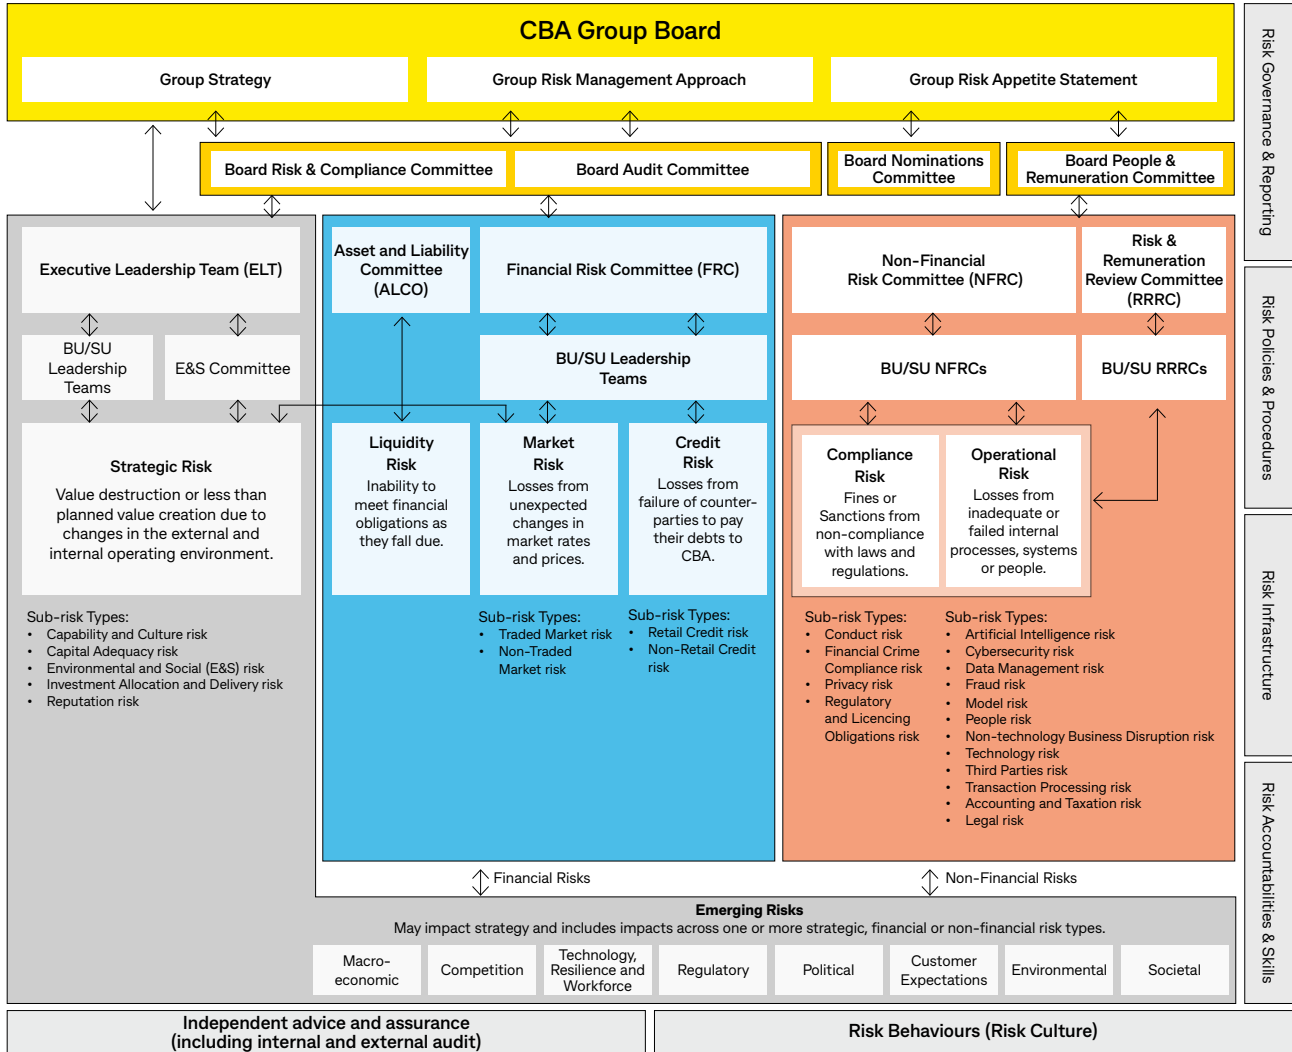 CBA Group Board
Group Strategy
Group Risk Management Approach
Group Risk Appetite Statement
Board Risk & Compliance Committee
Board Audit Committee
Board Nominations
Committee
Board People &
Remuneration Committee
Executive Leadership Team (ELT)
BU/SU
Leadership
Teams
E&S Committee
Strategic Risk
Value destruction or less than
planned value creation due to
changes in the external and
internal operating environment.
Sub-risk Types:
• Capability and Culture risk
• Capital Adequacy risk
• Environmental and Social (E&S) risk
• Investment Allocation and Delivery risk
• Reputation risk
Asset and Liability
Committee
(ALCO)
Financial Risk Committee (FRC)
BU/SU Leadership
Teams
Liquidity
Risk
Inability to
meet financial
obligations as
they fall due.
Market
Risk
Losses from
unexpected
changes in
market rates
and prices.
Credit
Risk
Losses from
failure of counter-
parties to pay
their debts to
CBA.
Sub-risk Types:
• Traded Market risk
• Non-Traded
Market risk
Sub-risk Types:
• Retail Credit risk
• Non-Retail Credit
risk
Non-Financial
Risk Committee (NFRC)
Risk &
Remuneration
Review Committee
(RRRC)
BU/SU NFRCs
BU/SU RRRCs
Compliance
Risk
Fines or
Sanctions from
non-compliance
with laws and
regulations.
Operational
Risk
Losses from
inadequate or
failed internal
processes, systems
or people.
Sub-risk Types:
• Conduct risk
• Financial Crime
Compliance risk
• Privacy risk
• Regulatory
and Licencing
Obligations risk
Sub-risk Types:
• Artificial Intelligence risk
• Cybersecurity risk
• Data Management risk
• Fraud risk
• Model risk
• People risk
• Non-technology Business Disruption risk
• Technology risk
• Third Parties risk
• Transaction Processing risk
• Accounting and Taxation risk
• Legal risk
Financial Risks
Non-Financial Risks
Emerging Risks
May impact strategy and includes impacts across one or more strategic, financial or non-financial risk types.
Macro-
economic
Competition
Technology,
Resilience and
Workforce
Regulatory
Political
Customer
Expectations
Environmental
Societal
Independent advice and assurance
(including internal and external audit)
Risk Behaviours (Risk Culture)
Risk Governance & Reporting
Risk Policies & Procedures
Risk Infrastructure
Risk Accountabilities & Skills